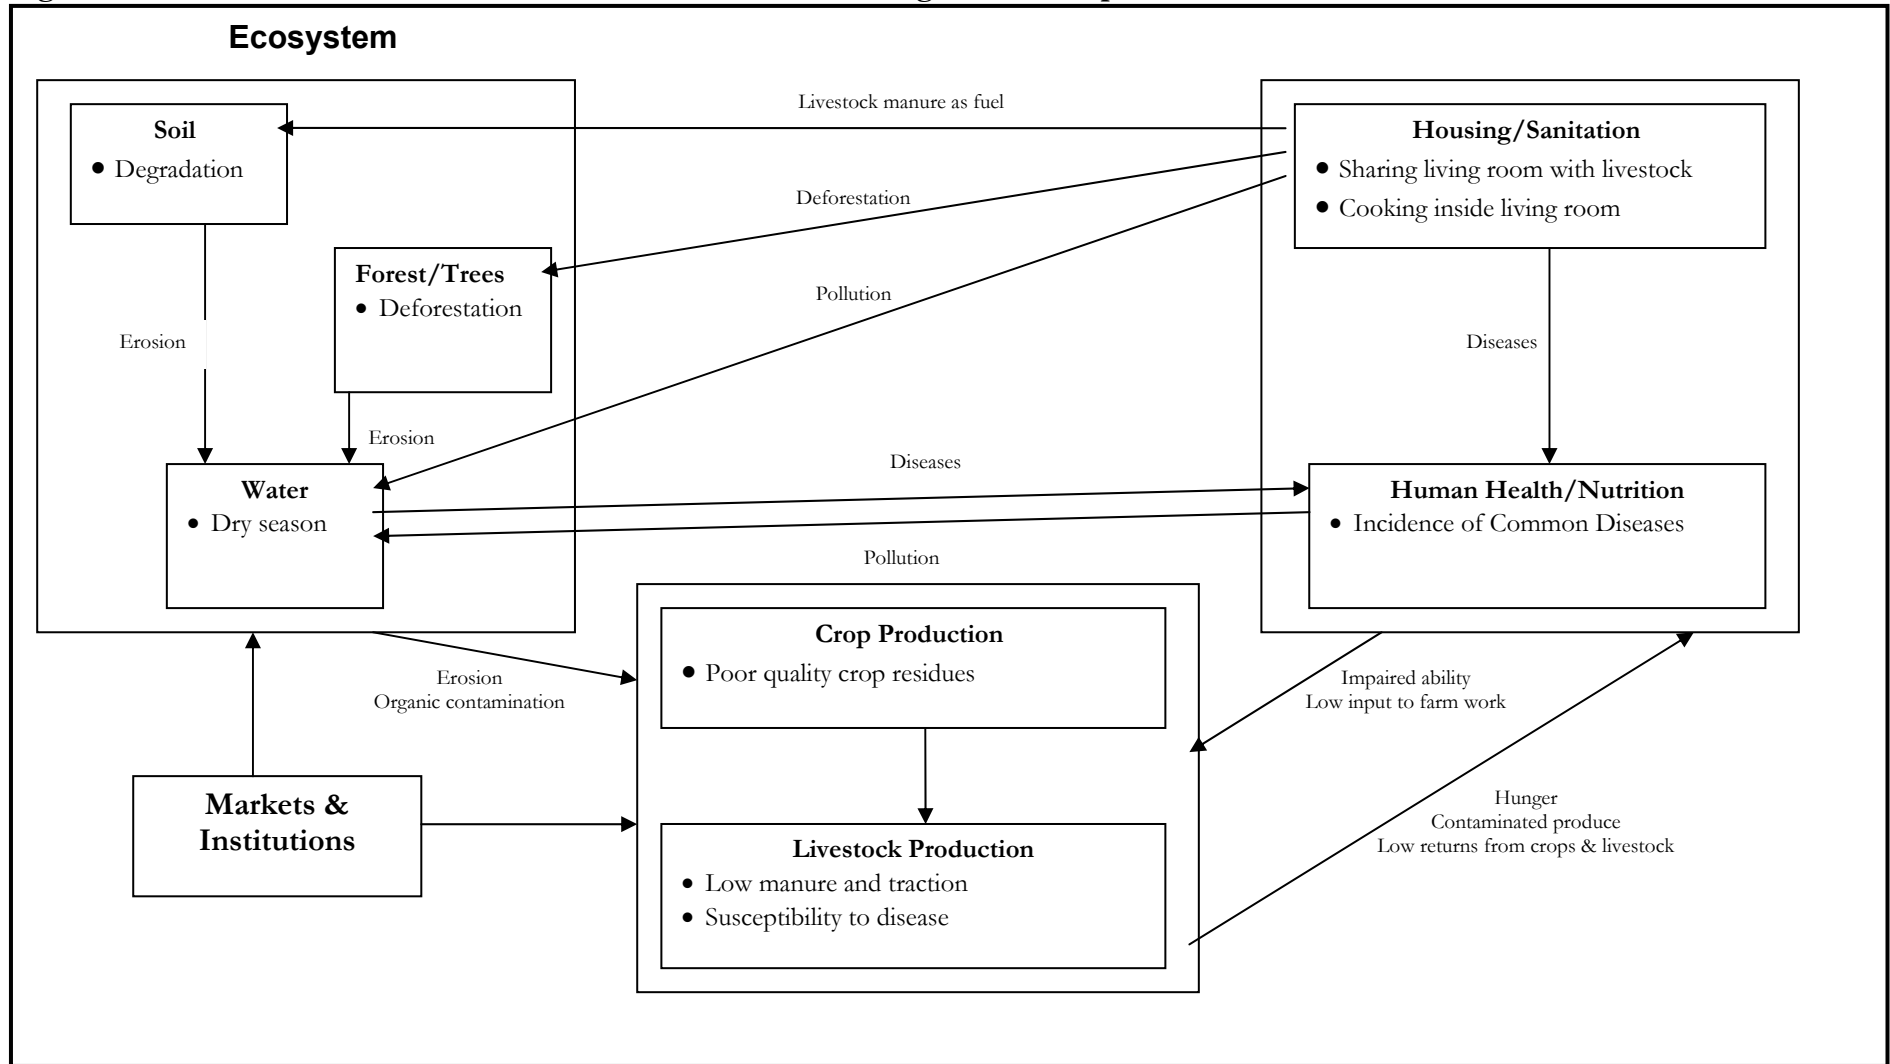 Ecosystem
Livestock manure as fuel
Soil
• Degradation
Housing/Sanitation
• Sharing living room with livestock
• Cooking inside living room
Deforestation
Forest/Trees
• Deforestation
Pollution
Erosion
Diseases
Erosion
Diseases
Water
• Dry season
Human Health/Nutrition
• Incidence of Common Diseases
Pollution
Crop Production
• Poor quality crop residues
Erosion
Organic contamination
Impaired ability
Low input to farm work
Markets &
Institutions
Hunger
Contaminated produce
Low returns from crops & livestock
Livestock Production
• Low manure and traction
• Susceptibility to disease